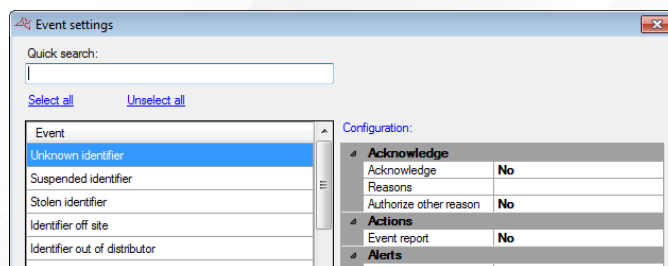 Event settings
Quick search:
Select all Unselect all
Event
Unknown identifier
Suspended identifier
Stolen identifier
Identifier off site
Identifier out of distributor
Configuration:
Acknowledge
Acknowledge No
Reasons
Authorize other reason No
Actions
Event report No
Alerts